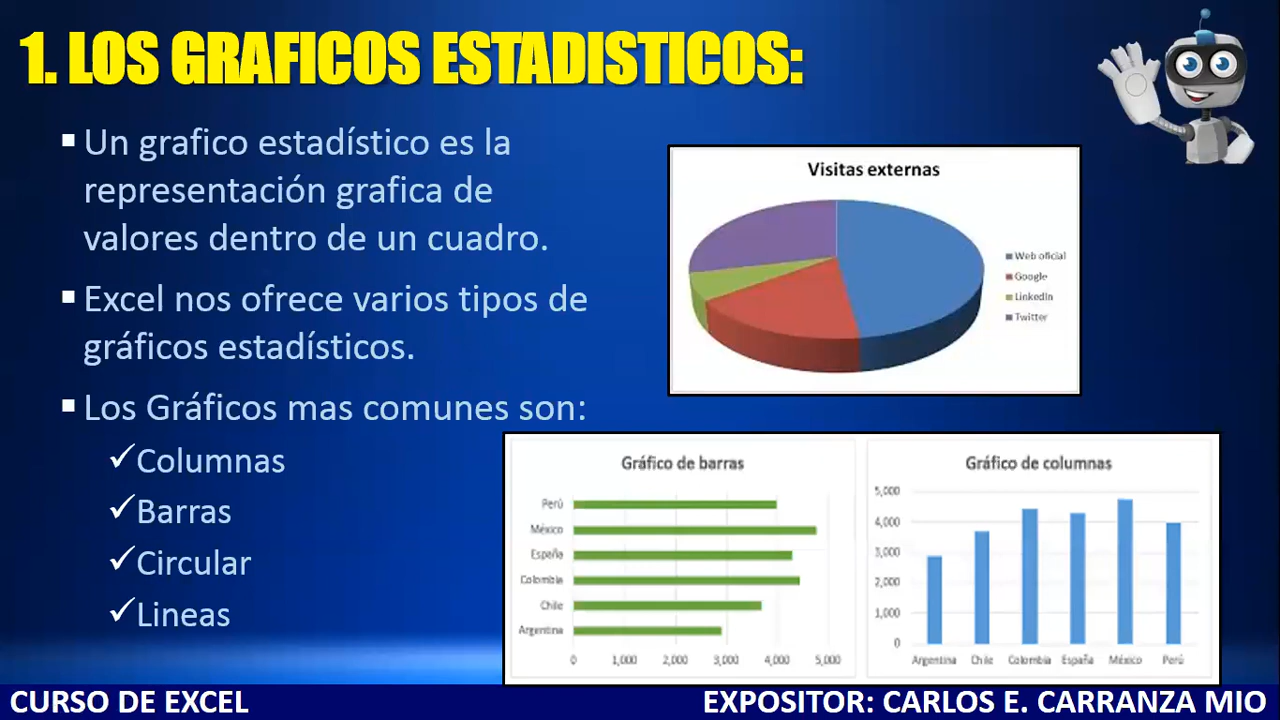 1. LOS GRAFICOS ESTADISTICOS:
Un grafico estadístico es la
representación grafica de
valores dentro de un cuadro.
Excel nos ofrece varios tipos de
gráficos estadísticos.
Los Gráficos mas comunes son:
Columnas
Barras
Circular
Lineas
Visitas externas
Web oficial
Google
LinkedIn
Twitter
Gráfico de barras
Perú
México
España
Colombia
Chile
Argentina
0 1,000 2,000 3,000 4,000 5,000
Gráfico de columnas
5,000
4,000
3,000
2,000
1,000
0
Argentina Chile Colombia España México Perú
CURSO DE EXCEL
EXPOSITOR: CARLOS E. CARRANZA MIO